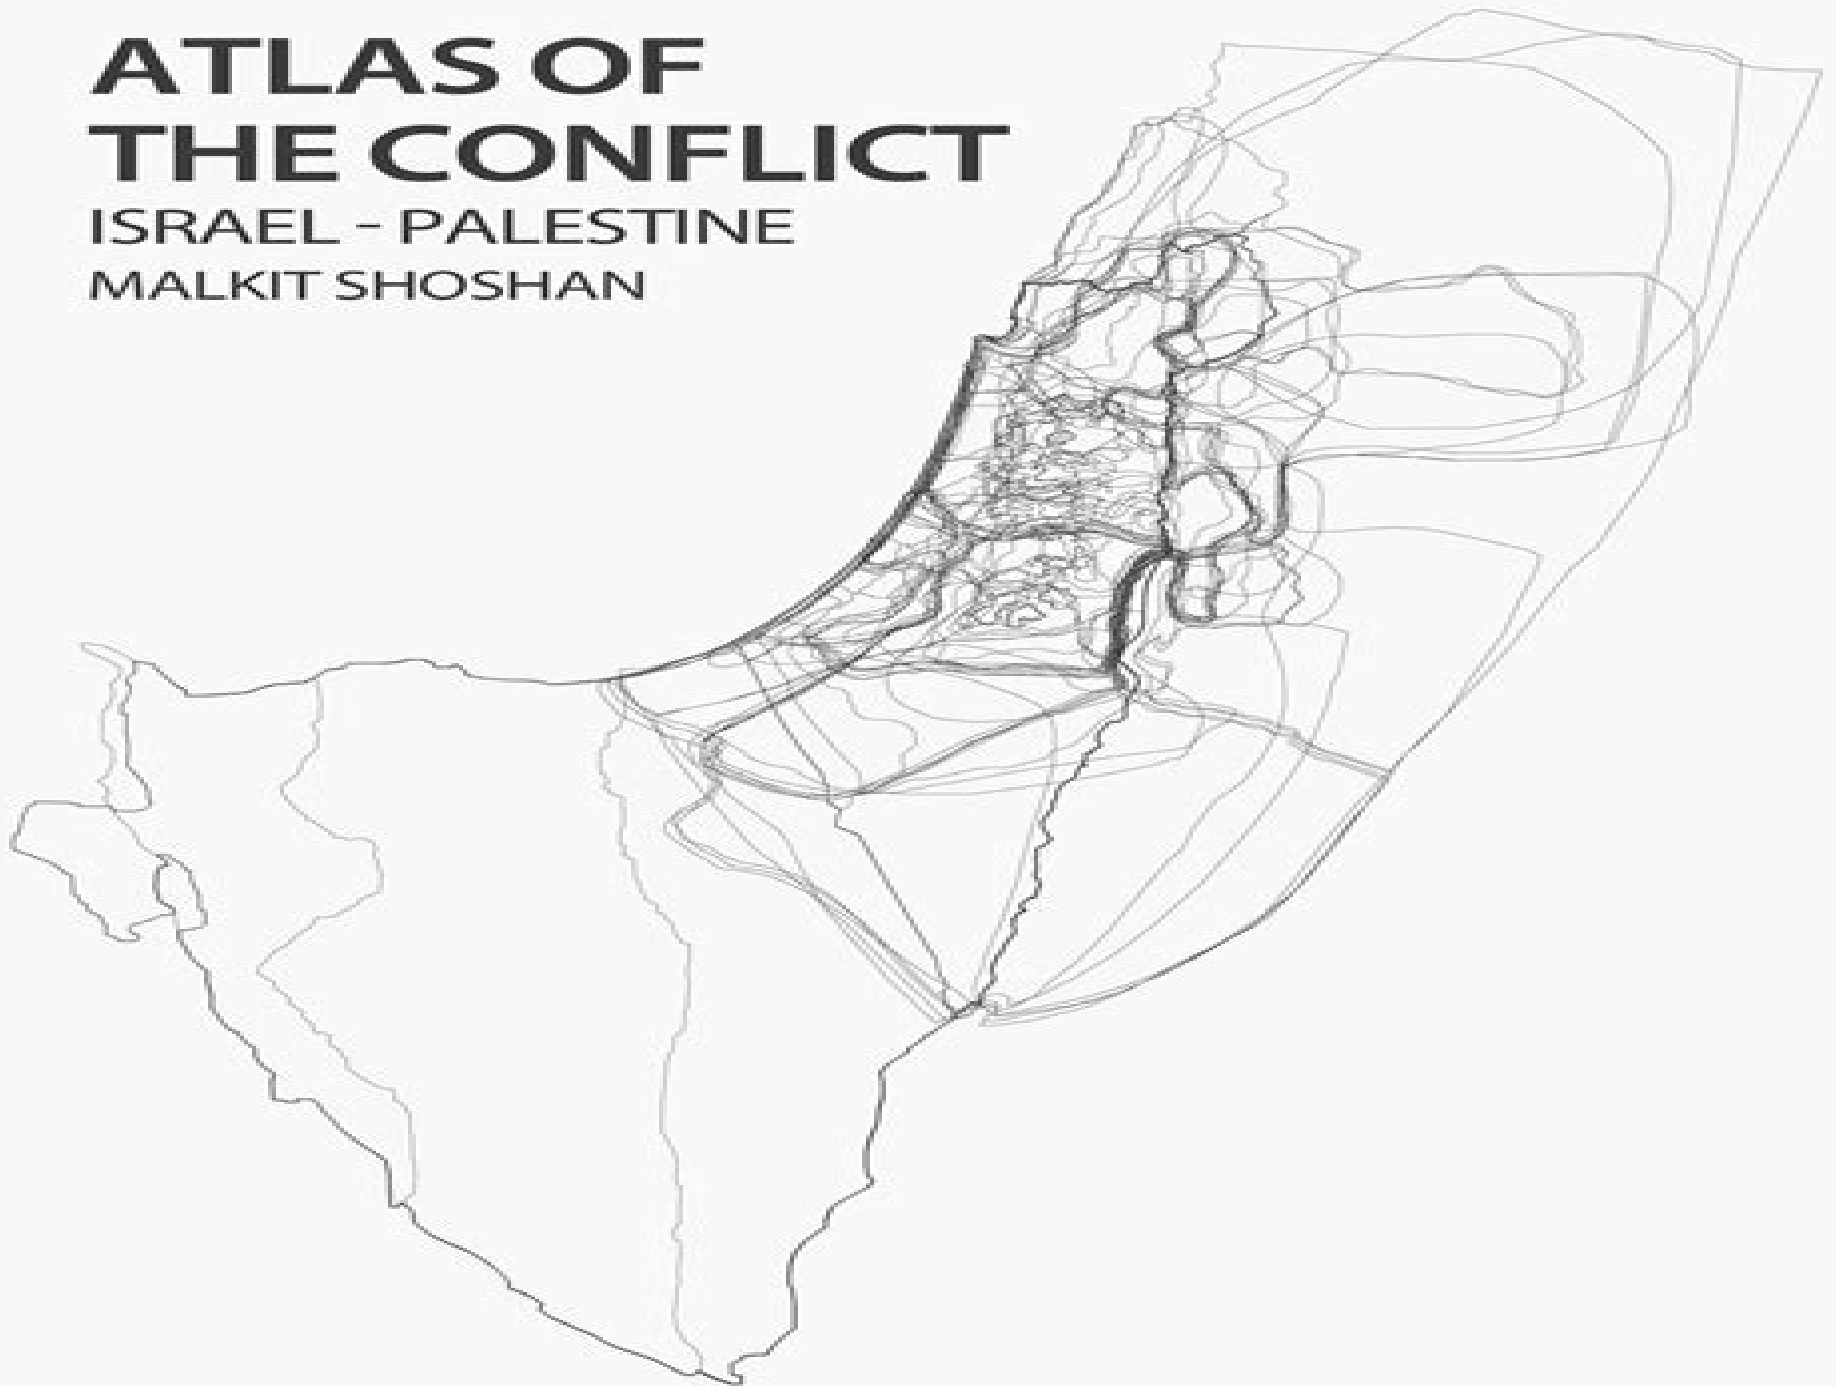 ATLAS OF
THE CONFLICT
ISRAEL - PALESTINE
MALKIT SHOSHAN